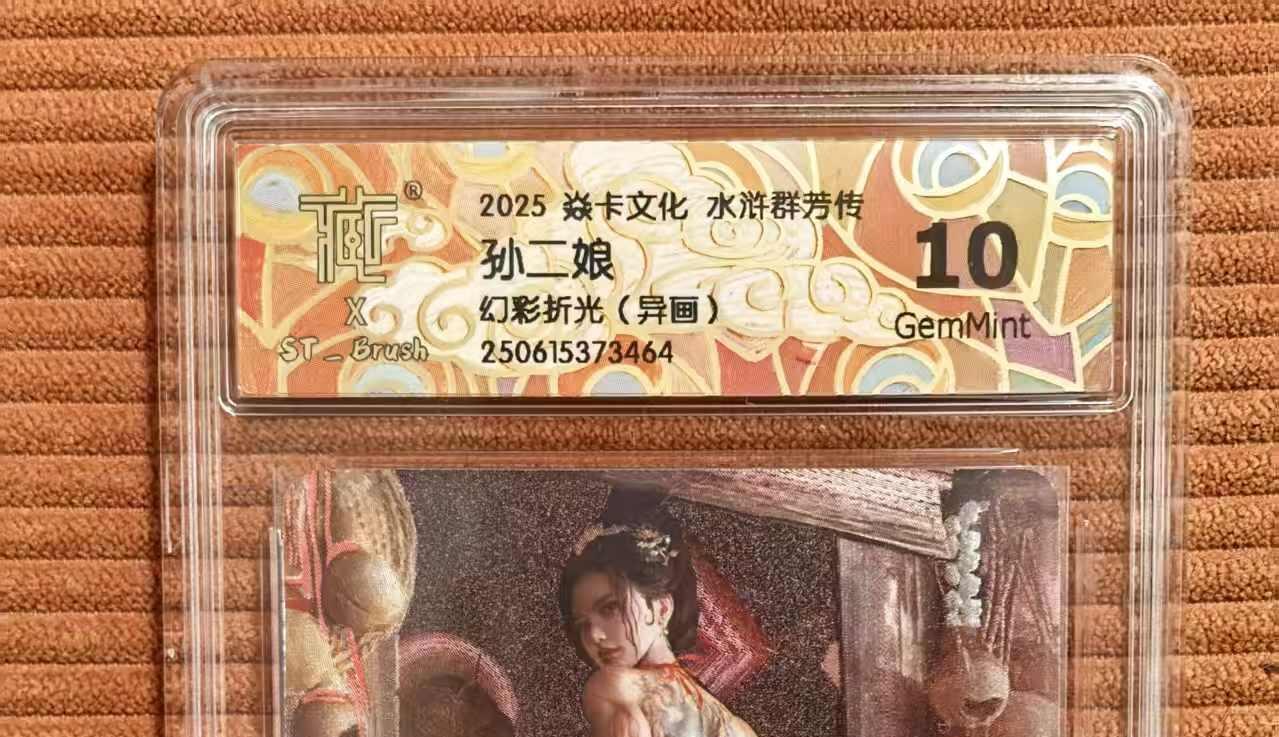 ®
2025 焱卡文化 水浒群芳传
孙二娘
幻彩折光（异画）
250615373464
X
ST_Brush
10
GemMint